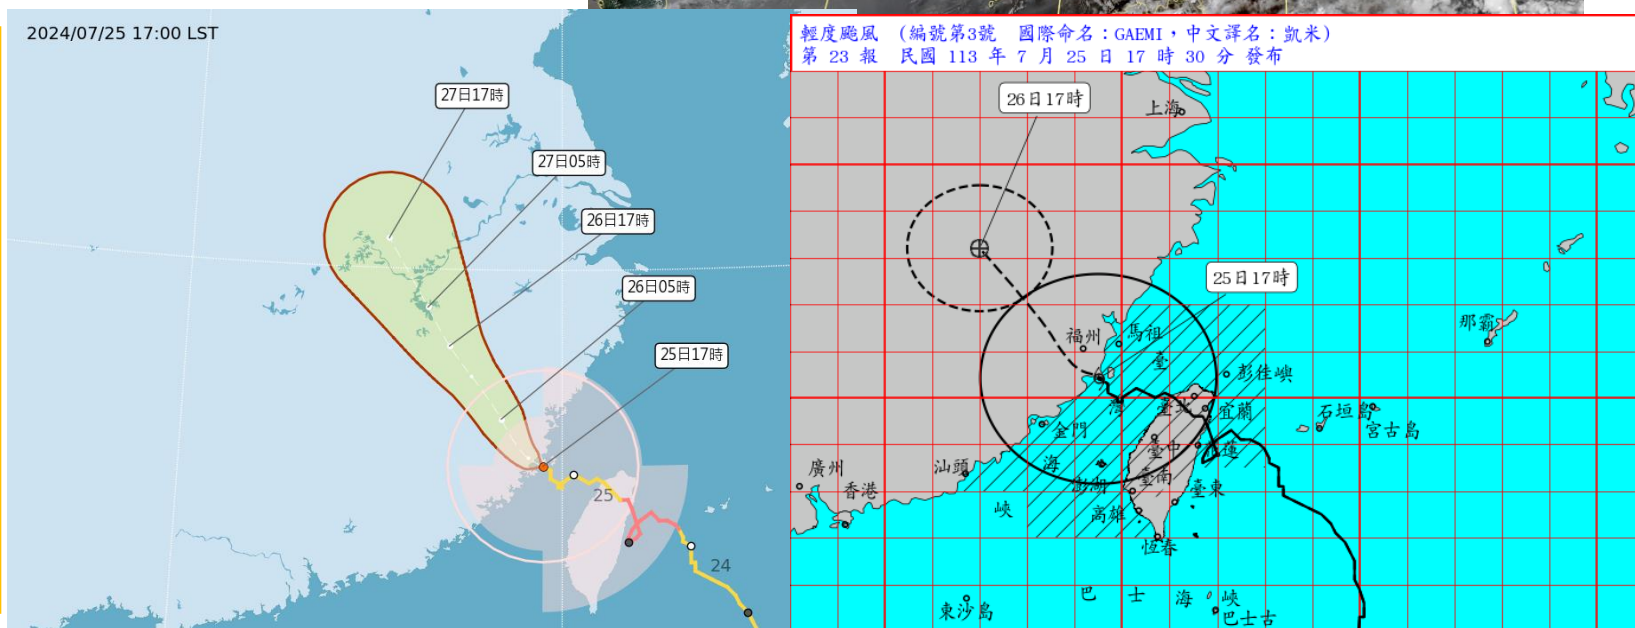 2024/07/25 17:00 LST
27日17時
27日05時
26日17時
26日05時
25日17時
25
24
輕度颱風 (編號第3號 國際命名：GAEMI，中文譯名：凱米)
第 23 報 民國 113 年 7 月 25 日 17 時 30 分 發布
26日17時
上海
25日17時
那霸
福州
馬祖
臺
彭佳嶼
灣
臺北
宜蘭
石垣島
宮古島
金門
臺中
花蓮
廣州
汕頭
海
香港
澎湖
臺南
臺東
峽
高雄
恆春
巴 士 海 峽
東沙島
巴士古